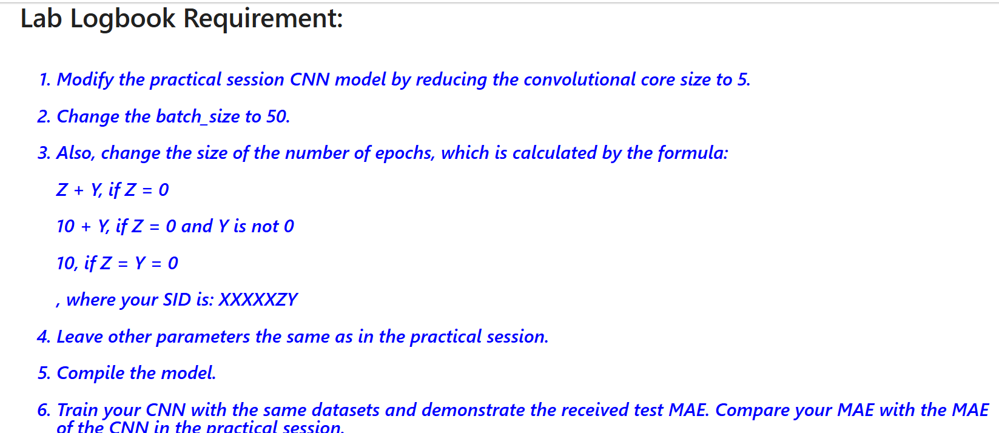 Lab Logbook Requirement:
1. Modify the practical session CNN model by reducing the convolutional core size to 5.
2. Change the batch_size to 50.
3. Also, change the size of the number of epochs, which is calculated by the formula:
Z + Y, if Z = 0
10 + Y, if Z = 0 and Y is not 0
10, if Z = Y = 0
, where your SID is: XXXXXZY
4. Leave other parameters the same as in the practical session.
5. Compile the model.
6. Train your CNN with the same datasets and demonstrate the received test MAE. Compare your MAE with the MAE
of the CNN in the practical session.